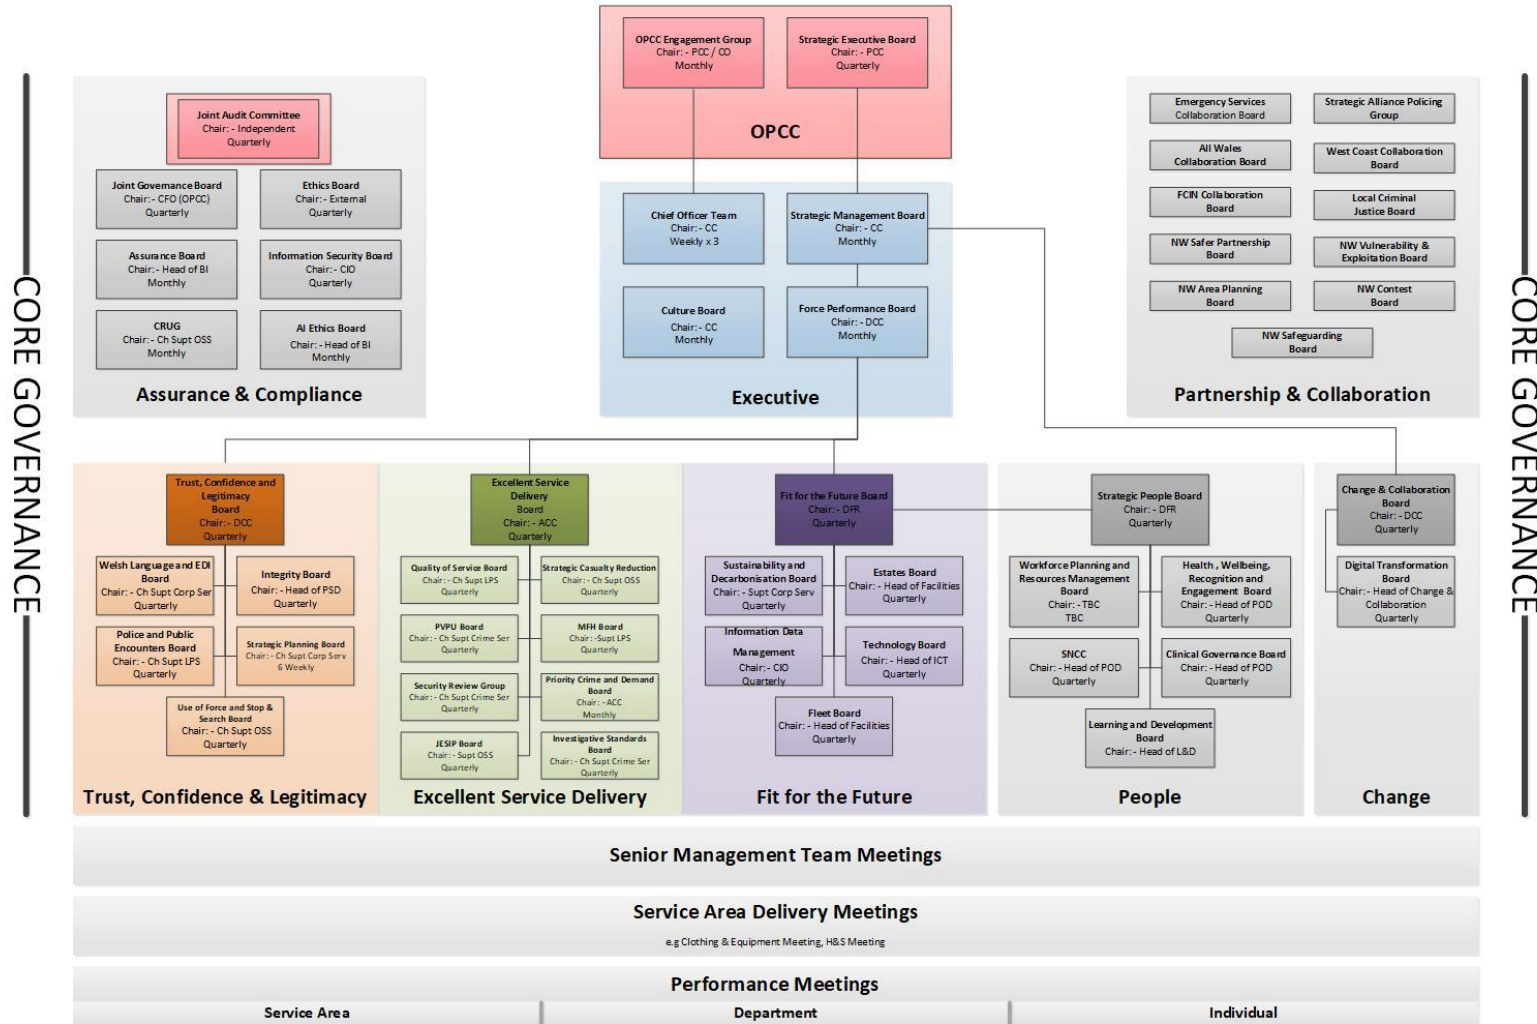 CORE GOVERNANCE
OPCC Engagement Group
Chair: - PCC / CO
Monthly
Strategic Executive Board
Chair: - PCC
Quarterly
OPCC
Joint Audit Committee
Chair: - Independent
Quarterly
Joint Governance Board
Chair: - CFO (OPCC)
Quarterly
Ethics Board
Chair: - External
Quarterly
Assurance Board
Chair: - Head of BI
Monthly
Information Security Board
Chair: - CIO
Quarterly
CRUG
Chair: - Ch Supt OSS
Monthly
AI Ethics Board
Chair: - Head of BI
Monthly
Assurance & Compliance
Chief Officer Team
Chair: - CC
Weekly x 3
Strategic Management Board
Chair: - CC
Monthly
Culture Board
Chair: - CC
Monthly
Force Performance Board
Chair: - DCC
Monthly
Executive
Emergency Services
Collaboration Board
Strategic Alliance Policing
Group
All Wales
Collaboration Board
West Coast Collaboration
Board
FCIN Collaboration
Board
Local Criminal
Justice Board
NW Safer Partnership
Board
NW Vulnerability &
Exploitation Board
NW Area Planning
Board
NW Contest
Board
NW Safeguarding
Board
Partnership & Collaboration
CORE GOVERNANCE
Trust, Confidence and
Legitimacy
Board
Chair: - DCC
Quarterly
Welsh Language and EDI
Board
Chair: - Ch Supt Corp Ser
Quarterly
Integrity Board
Chair: - Head of PSD
Quarterly
Police and Public
Encounters Board
Chair: - Ch Supt LPS
Quarterly
Strategic Planning Board
Chair: - Ch Supt Corp Serv
6 Weekly
Use of Force and Stop &
Search Board
Chair: - Ch Supt OSS
Quarterly
Trust, Confidence & Legitimacy
Excellent Service
Delivery
Board
Chair: - ACC
Quarterly
Quality of Service Board
Chair: - Ch Supt LPS
Quarterly
Strategic Casualty Reduction
Chair: - Ch Supt OSS
Quarterly
PVPU Board
Chair: - Ch Supt Crime Ser
Quarterly
MFH Board
Chair: -Supt LPS
Quarterly
Security Review Group
Chair: - Ch Supt Crime Ser
Quarterly
Priority Crime and Demand
Board
Chair: -ACC
Monthly
JESIP Board
Chair: - Supt OSS
Quarterly
Investigative Standards
Board
Chair: - Ch Supt Crime Ser
Quarterly
Excellent Service Delivery
Fit for the Future Board
Chair: - DFR
Quarterly
Sustainability and
Decarbonisation Board
Chair: - Supt Corp Serv
Quarterly
Estates Board
Chair: - Head of Facilities
Quarterly
Information Data
Management
Chair: - CIO
Quarterly
Technology Board
Chair: - Head of ICT
Quarterly
Fleet Board
Chair: - Head of Facilities
Quarterly
Fit for the Future
Strategic People Board
Chair: - DFR
Quarterly
Workforce Planning and
Resources Management
Board
Chair: - TBC
TBC
Health , Wellbeing,
Recognition and
Engagement Board
Chair: - Head of POD
Quarterly
SNCC
Chair: - Head of POD
Quarterly
Clinical Governance Board
Chair: - Head of POD
Quarterly
Learning and Development
Board
Chair: - Head of L&D
People
Change & Collaboration
Board
Chair: - DCC
Quarterly
Digital Transformation
Board
Chair: - Head of Change &
Collaboration
Quarterly
Change
Senior Management Team Meetings
Service Area Delivery Meetings
e.g Clothing & Equipment Meeting, H&S Meeting
Performance Meetings
Service Area
Department
Individual